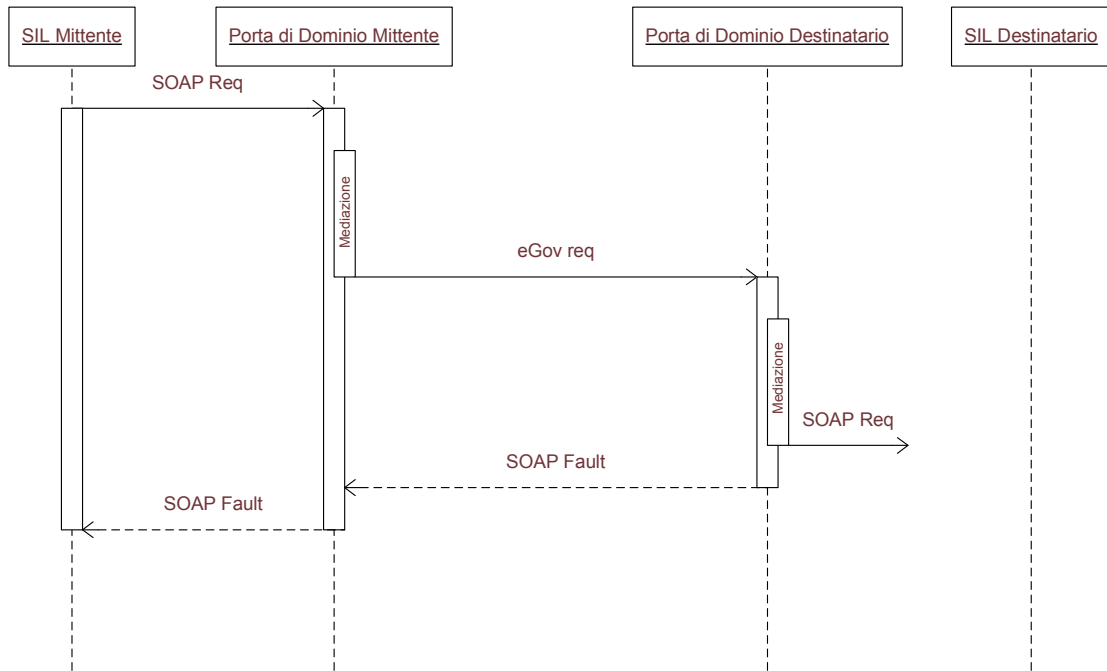 SIL Mittente
Porta di Dominio Mittente
Porta di Dominio Destinatario
SIL Destinatario
SOAP Req
Mediazione
eGov req
Mediazione
SOAP Req
SOAP Fault
SOAP Fault